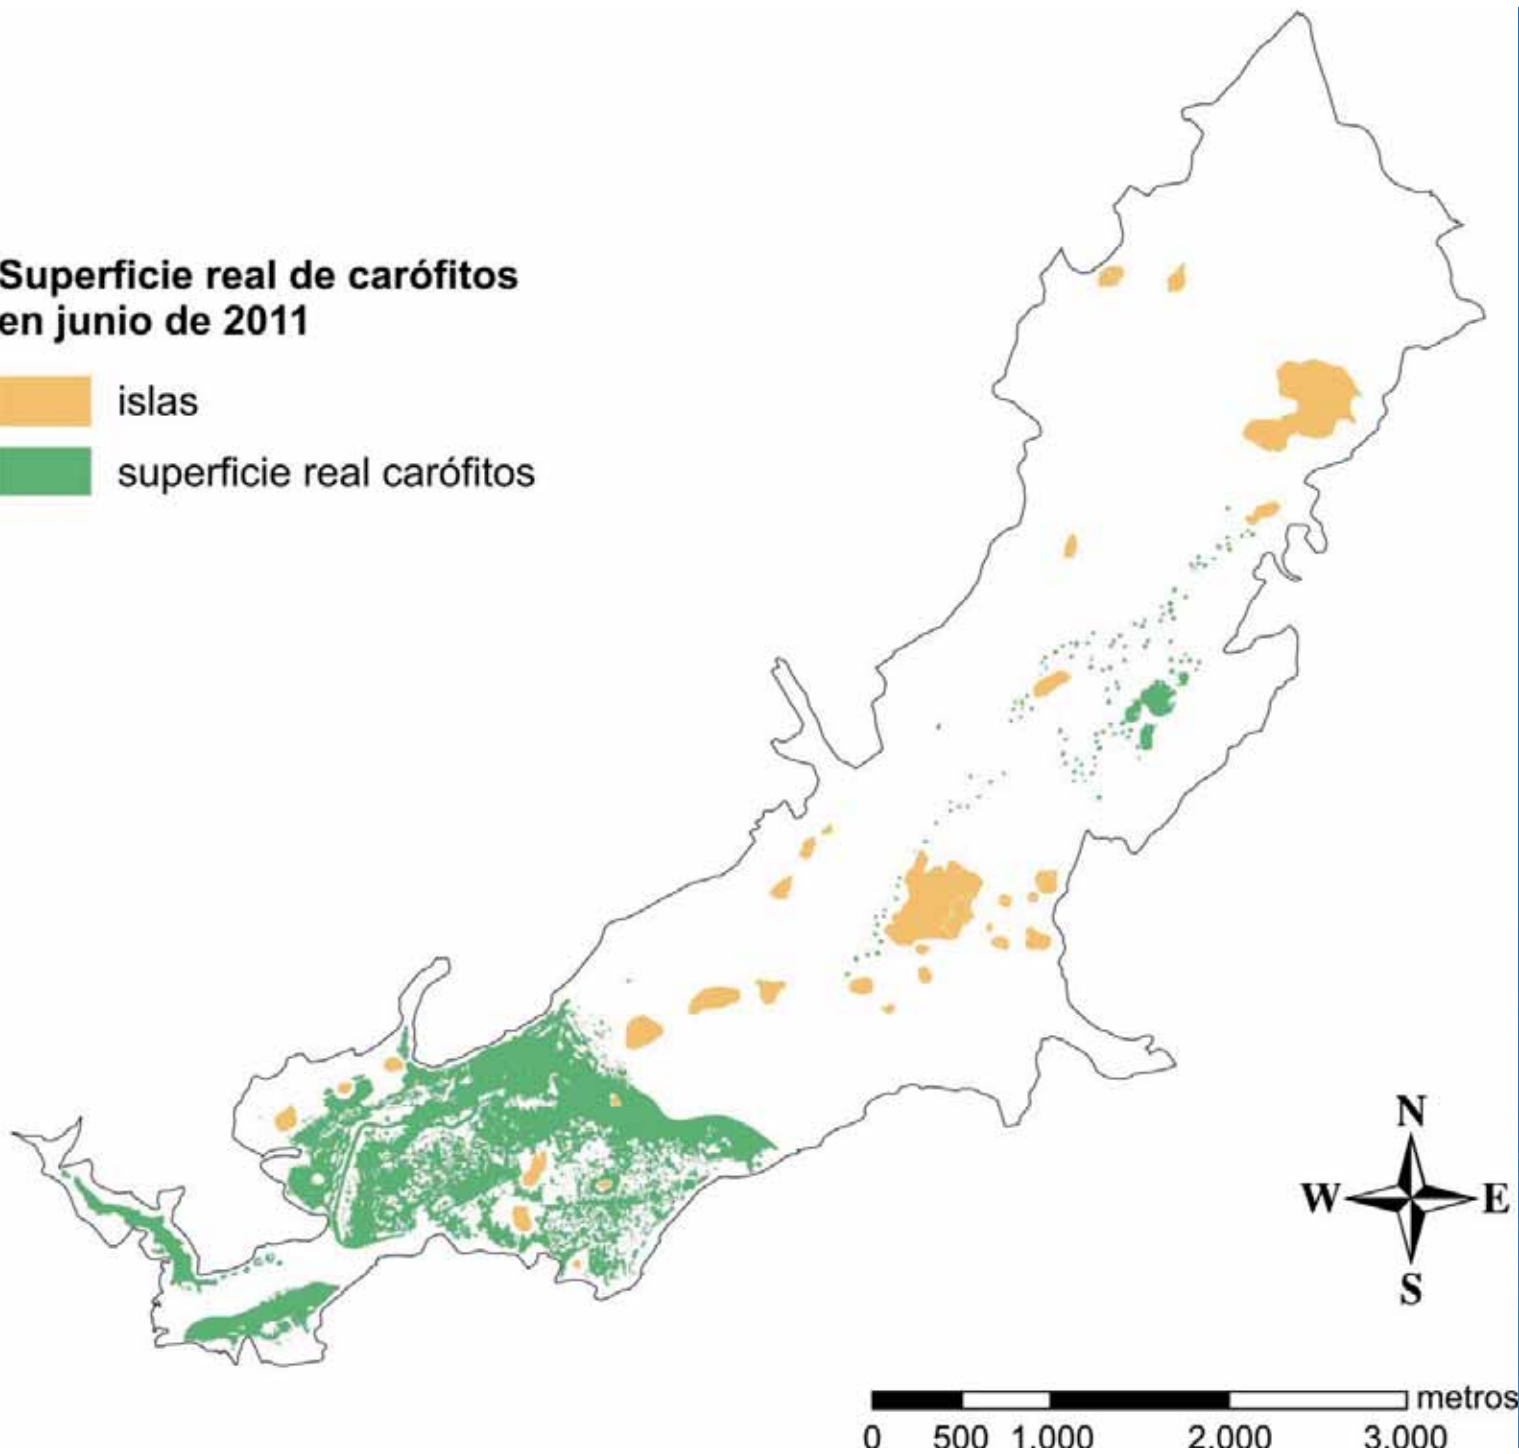 Superficie real de carófitos
en junio de 2011
islas
superficie real carófitos
N
W E
S
metros
0 500 1.000 2.000 3.000